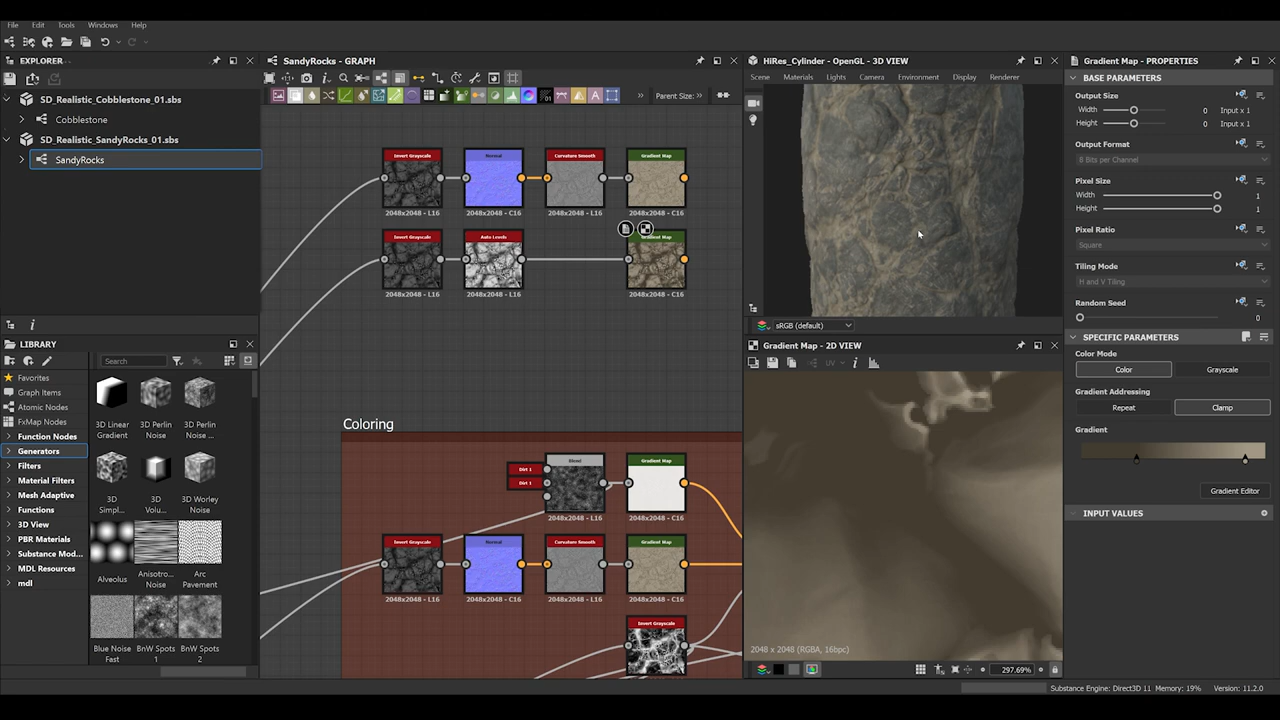 File Edit Tools Windows Help
EXPLORER
SD_Realistic_Cobblestone_01.sbs
Cobblestone
SD_Realistic_SandyRocks_01.sbs
SandyRocks
LIBRARY
Search
Favorites
Graph Items
Atomic Nodes
FxMap Nodes
Function Nodes
Generators
Filters
Material Filters
Mesh Adaptive
Functions
3D View
PBR Materials
Substance Mod...
MDL Resources
mdl
3D Linear Gradient
3D Perlin Noise
3D Perlin Noise ...
3D Simpl...
3D Volu...
3D Worley Noise
Alveolus
Anisotro... Noise
Arc Pavement
Blue Noise Fast
BnW Spots 1
BnW Spots 2
SandyRocks - GRAPH
Parent Size:
Invert Grayscale
Normal
Curvature Smooth
Gradient Map
2048x2048 - L16
2048x2048 - C16
2048x2048 - L16
2048x2048 - C16
Invert Grayscale
Auto Levels
Gradient Map
2048x2048 - L16
2048x2048 - L16
2048x2048 - C16
Coloring
Dirt 1
Dirt 1
Blend
Gradient Map
2048x2048 - L16
2048x2048 - C16
Invert Grayscale
Normal
Curvature Smooth
Gradient Map
2048x2048 - L16
2048x2048 - C16
2048x2048 - L16
2048x2048 - C16
Invert Grayscale
HiRes_Cylinder - OpenGL - 3D VIEW
Scene Materials Lights Camera Environment Display Renderer
sRGB (default)
Gradient Map - 2D VIEW
UV
2048 x 2048 (RGBA, 16bpc)
297.69%
Gradient Map - PROPERTIES
BASE PARAMETERS
Output Size
Width 0 Input x 1
Height 0 Input x 1
Output Format
8 Bits per Channel
Pixel Size
Width 1
Height 1
Pixel Ratio
Square
Tiling Mode
H and V Tiling
Random Seed
0
SPECIFIC PARAMETERS
Color Mode
Color Grayscale
Gradient Addressing
Repeat Clamp
Gradient
Gradient Editor
INPUT VALUES
Substance Engine: Direct3D 11 Memory: 19% Version: 11.2.0